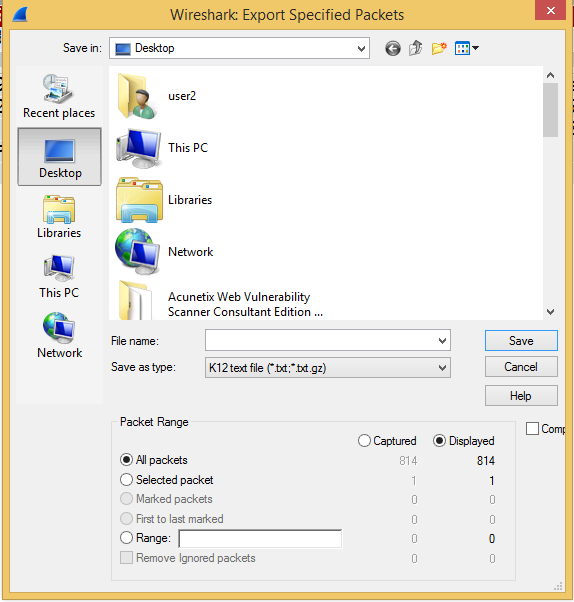 Wireshark: Export Specified Packets
Save in: Desktop
Recent places
Desktop
Libraries
This PC
Network
user2
This PC
Libraries
Network
Acunetix Web Vulnerability
Scanner Consultant Edition ...
File name: Save
Save as type: K12 text file (*.txt;*.txt.gz) Cancel
Help
Packet Range
Captured Displayed Comp
All packets 814 814
Selected packet 1 1
Marked packets 0 0
First to last marked 0 0
Range: 0 0
Remove Ignored packets 0 0